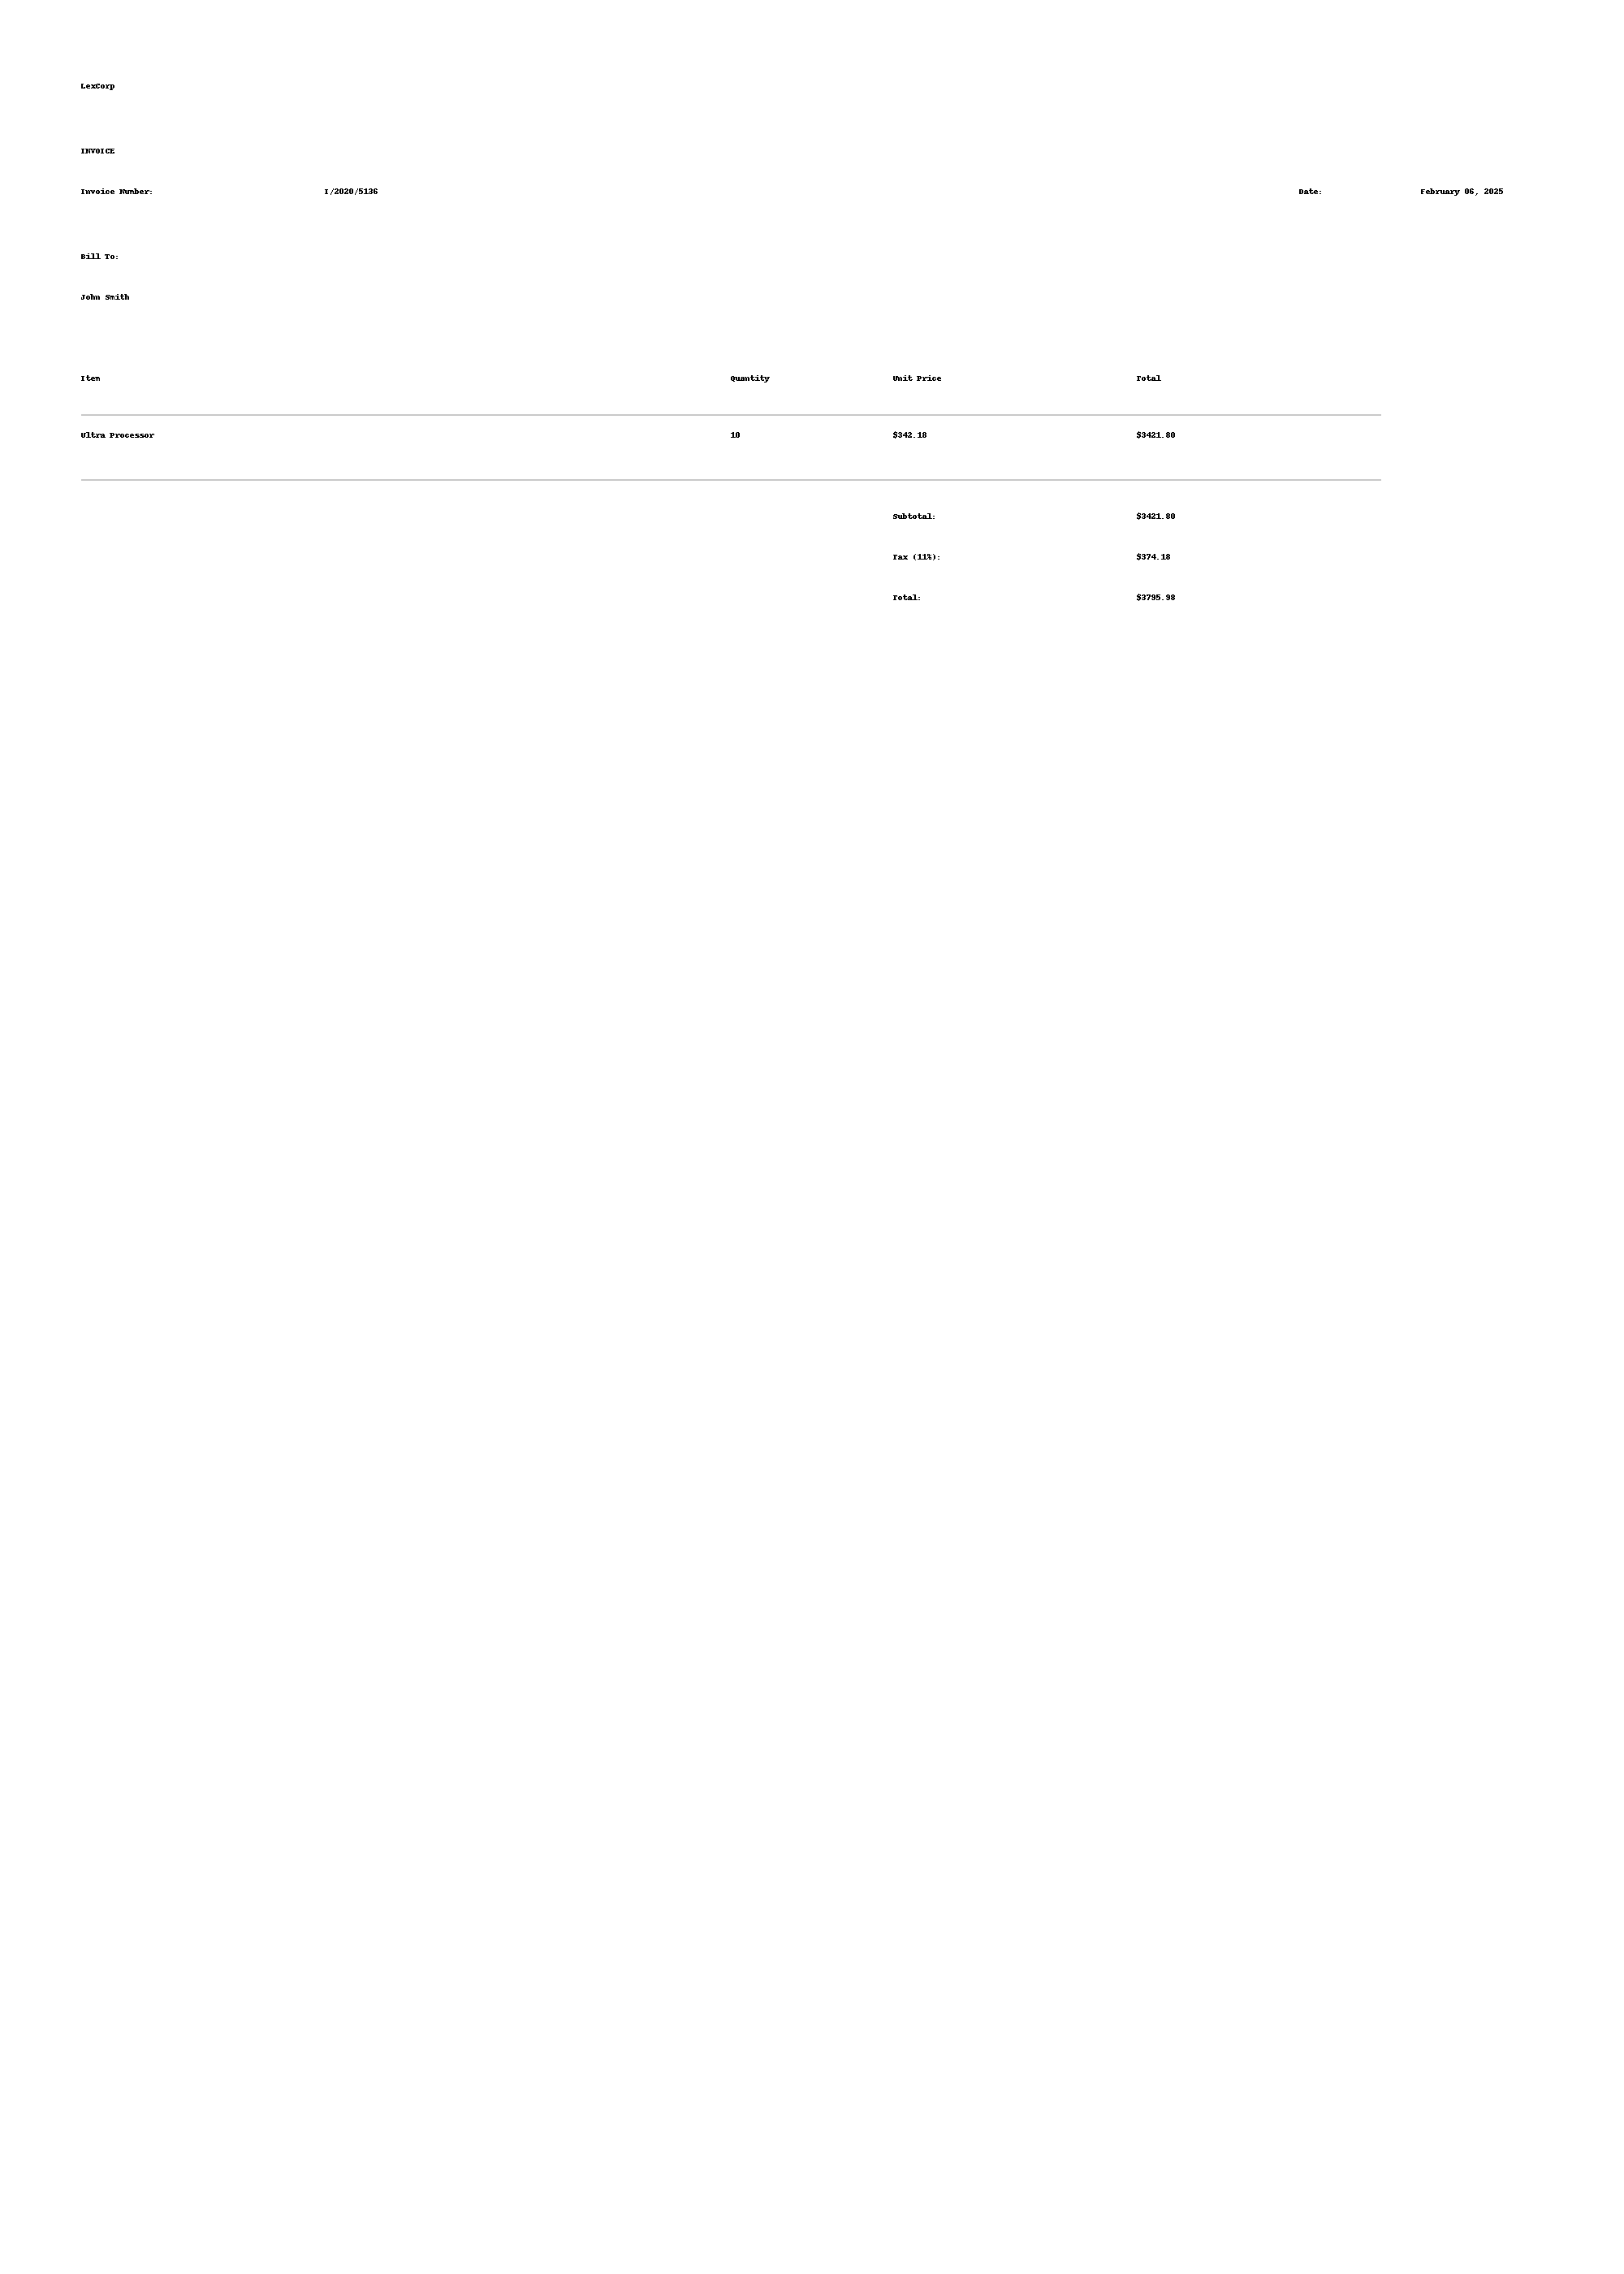 LexCorp
INVOICE
Invoice Number: I/2020/5136 Date: February 06, 2025
Bill To:
John Smith
Item Quantity Unit Price Total
Ultra Processor 10 $342.18 $3421.80
Subtotal: $3421.80
Tax (11%): $374.18
Total: $3795.98